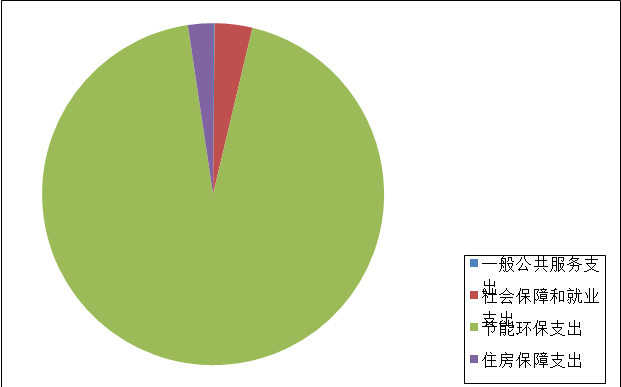 一般公共服务支
出
社会保障和就业
支出
节能环保支出
住房保障支出